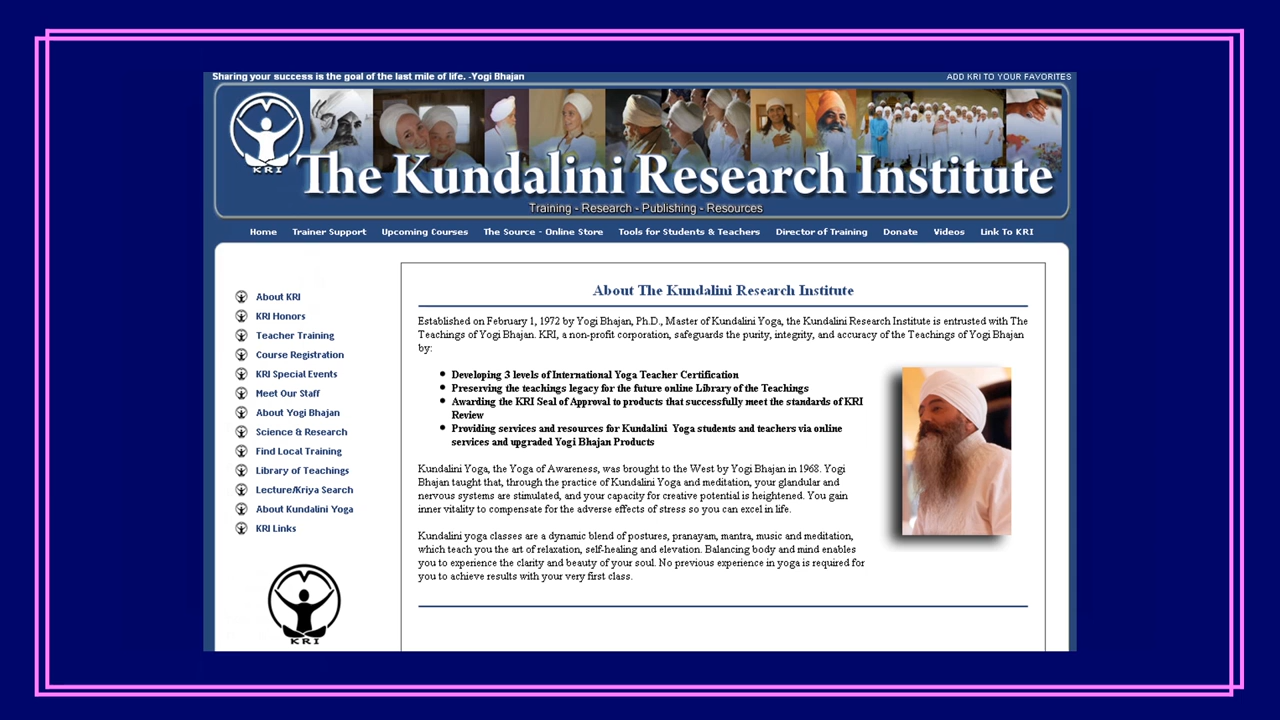 Sharing your success is the goal of the last mile of life. -Yogi Bhajan
ADD KRI TO YOUR FAVORITES
KRI
The Kundalini Research Institute
Training - Research - Publishing - Resources
Home Trainer Support Upcoming Courses The Source - Online Store Tools for Students & Teachers Director of Training Donate Videos Link To KRI
About KRI
KRI Honors
Teacher Training
Course Registration
KRI Special Events
Meet Our Staff
About Yogi Bhajan
Science & Research
Find Local Training
Library of Teachings
Lecture/Kriya Search
About Kundalini Yoga
KRI Links
KRI
About The Kundalini Research Institute
Established on February 1, 1972 by Yogi Bhajan, Ph.D., Master of Kundalini Yoga, the Kundalini Research Institute is entrusted with The
Teachings of Yogi Bhajan. KRI, a non-profit corporation, safeguards the purity, integrity, and accuracy of the Teachings of Yogi Bhajan
by:
Developing 3 levels of International Yoga Teacher Certification
Preserving the teachings legacy for the future online Library of the Teachings
Awarding the KRI Seal of Approval to products that successfully meet the standards of KRI
Review
Providing services and resources for Kundalini Yoga students and teachers via online
services and upgraded Yogi Bhajan Products
Kundalini Yoga, the Yoga of Awareness, was brought to the West by Yogi Bhajan in 1968. Yogi
Bhajan taught that, through the practice of Kundalini Yoga and meditation, your glandular and
nervous systems are stimulated, and your capacity for creative potential is heightened. You gain
inner vitality to compensate for the adverse effects of stress so you can excel in life.
Kundalini yoga classes are a dynamic blend of postures, pranayam, mantra, music and meditation,
which teach you the art of relaxation, self-healing and elevation. Balancing body and mind enables
you to experience the clarity and beauty of your soul. No previous experience in yoga is required for
you to achieve results with your very first class.